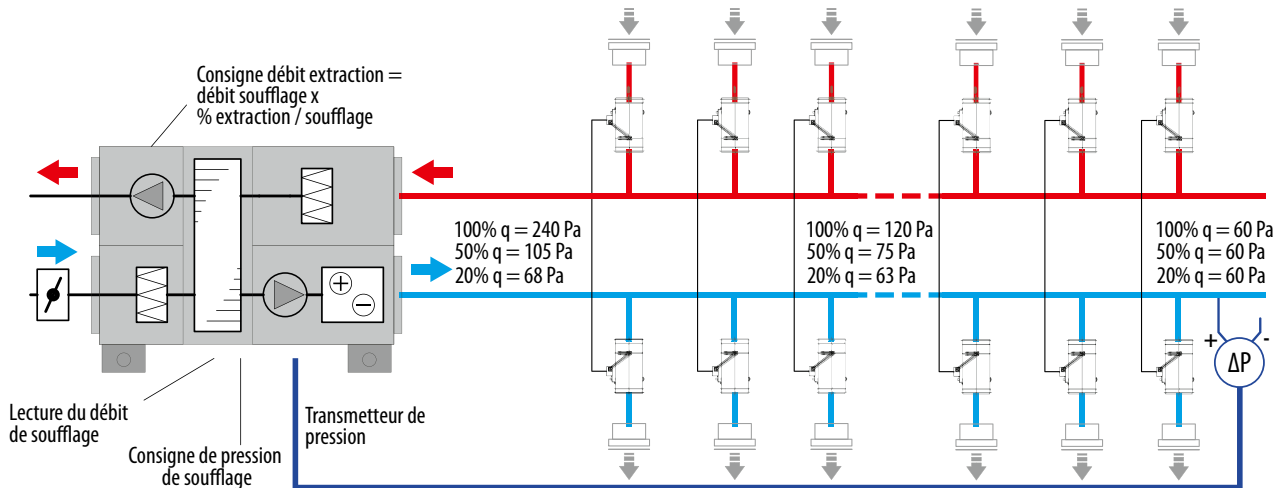 Consigne débit extraction =
débit soufflage x
% extraction / soufflage
100% q = 240 Pa
50% q = 105 Pa
20% q = 68 Pa
100% q = 120 Pa
50% q = 75 Pa
20% q = 63 Pa
100% q = 60 Pa
50% q = 60 Pa
20% q = 60 Pa
+
-
ΔP
Lecture du débit
de soufflage
Consigne de pression
de soufflage
Transmetteur de
pression